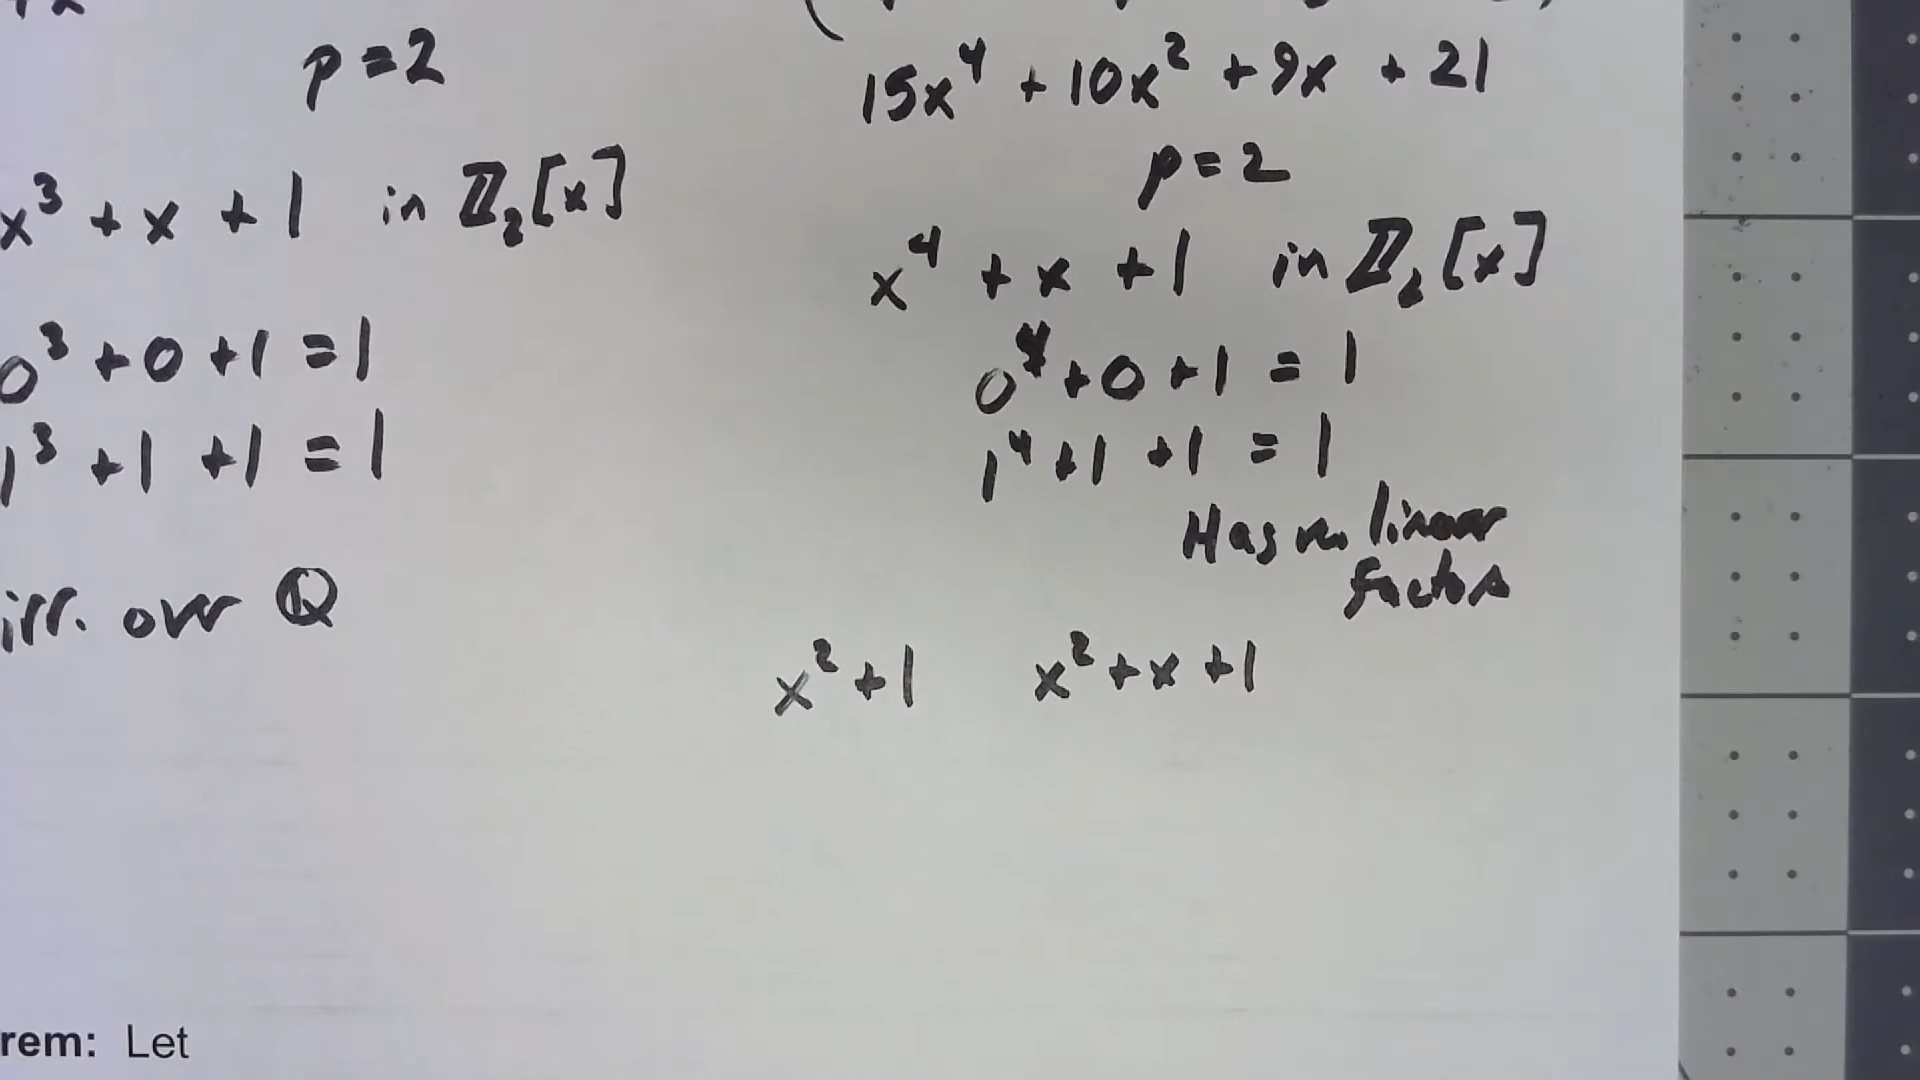 p=2
x³ + x + 1 in ℤ₂[x]
0³ + 0 + 1 = 1
1³ + 1 + 1 = 1
irr. over ℚ
15x⁴ + 10x² + 9x + 21
p=2
x⁴ + x + 1 in ℤ₂[x]
0⁴ + 0 + 1 = 1
1⁴ + 1 + 1 = 1
Has no linear
factors
x² + 1 x² + x + 1
rem: Let